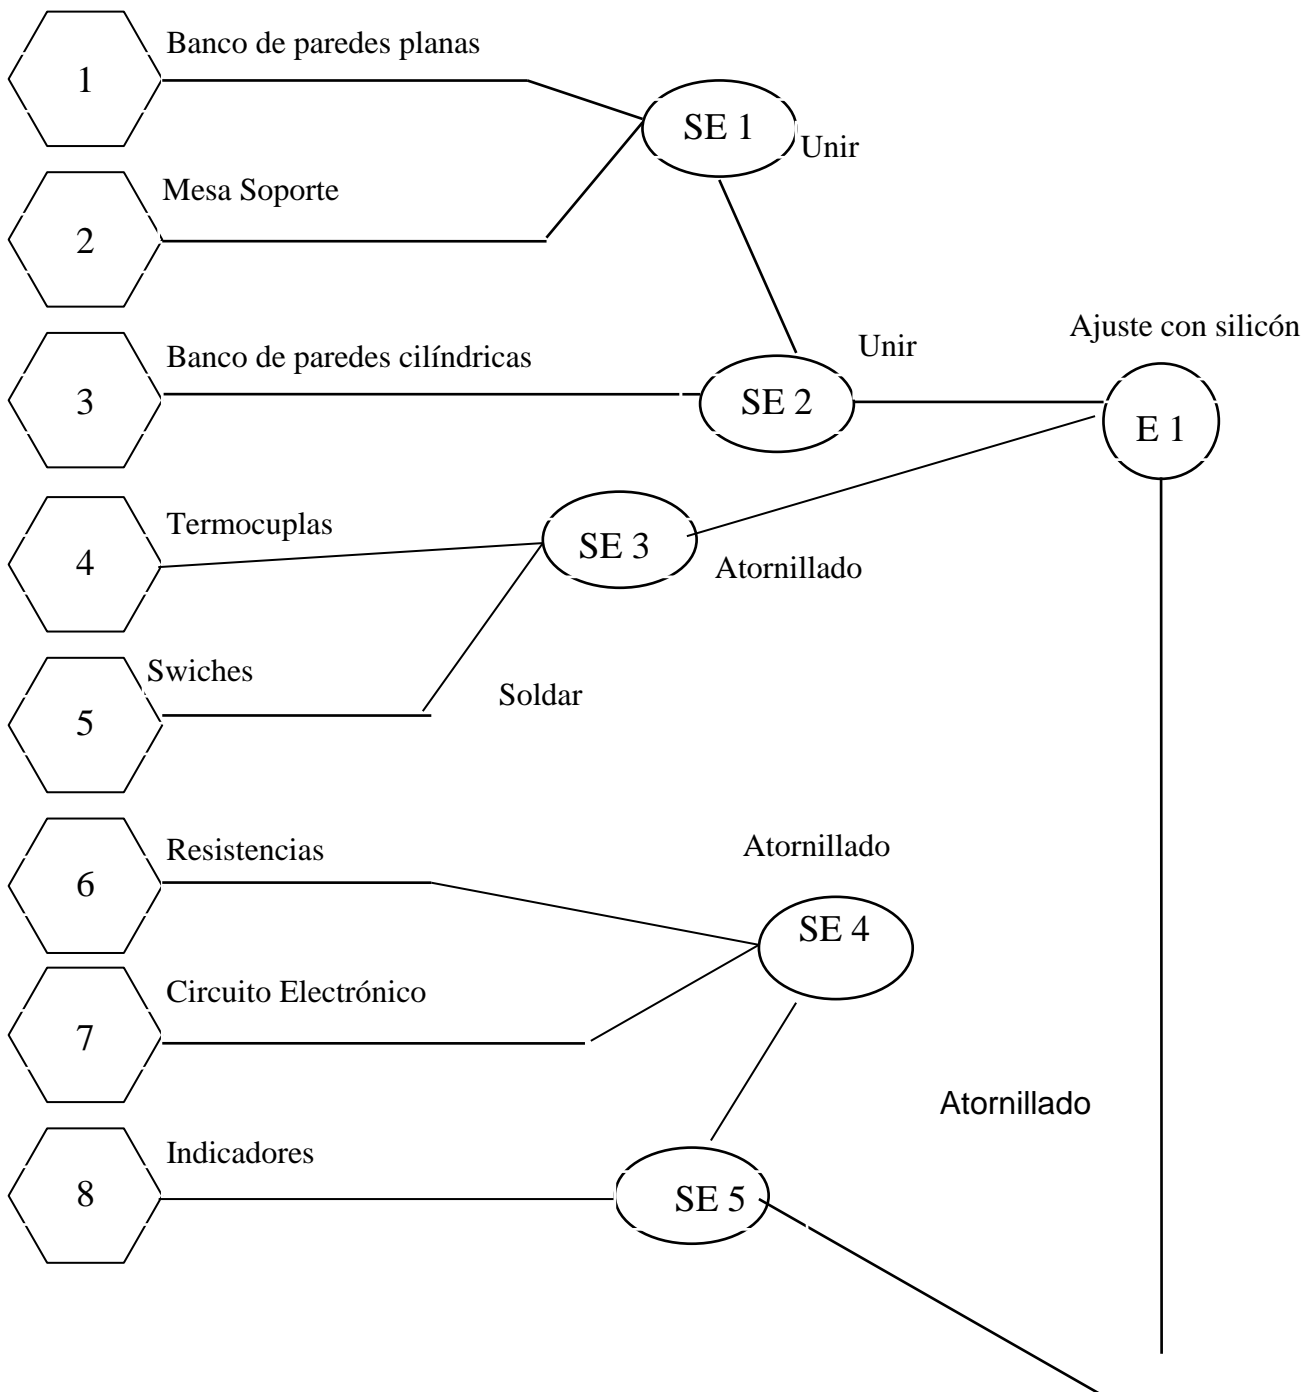 Banco de paredes planas
1
SE 1
Unir
Mesa Soporte
2
Ajuste con silicón
Banco de paredes cilíndricas
Unir
3
SE 2
E 1
Termocuplas
4
SE 3
Atornillado
Swiches
5
Soldar
Resistencias
Atornillado
6
SE 4
Circuito Electrónico
7
Atornillado
Indicadores
8
SE 5